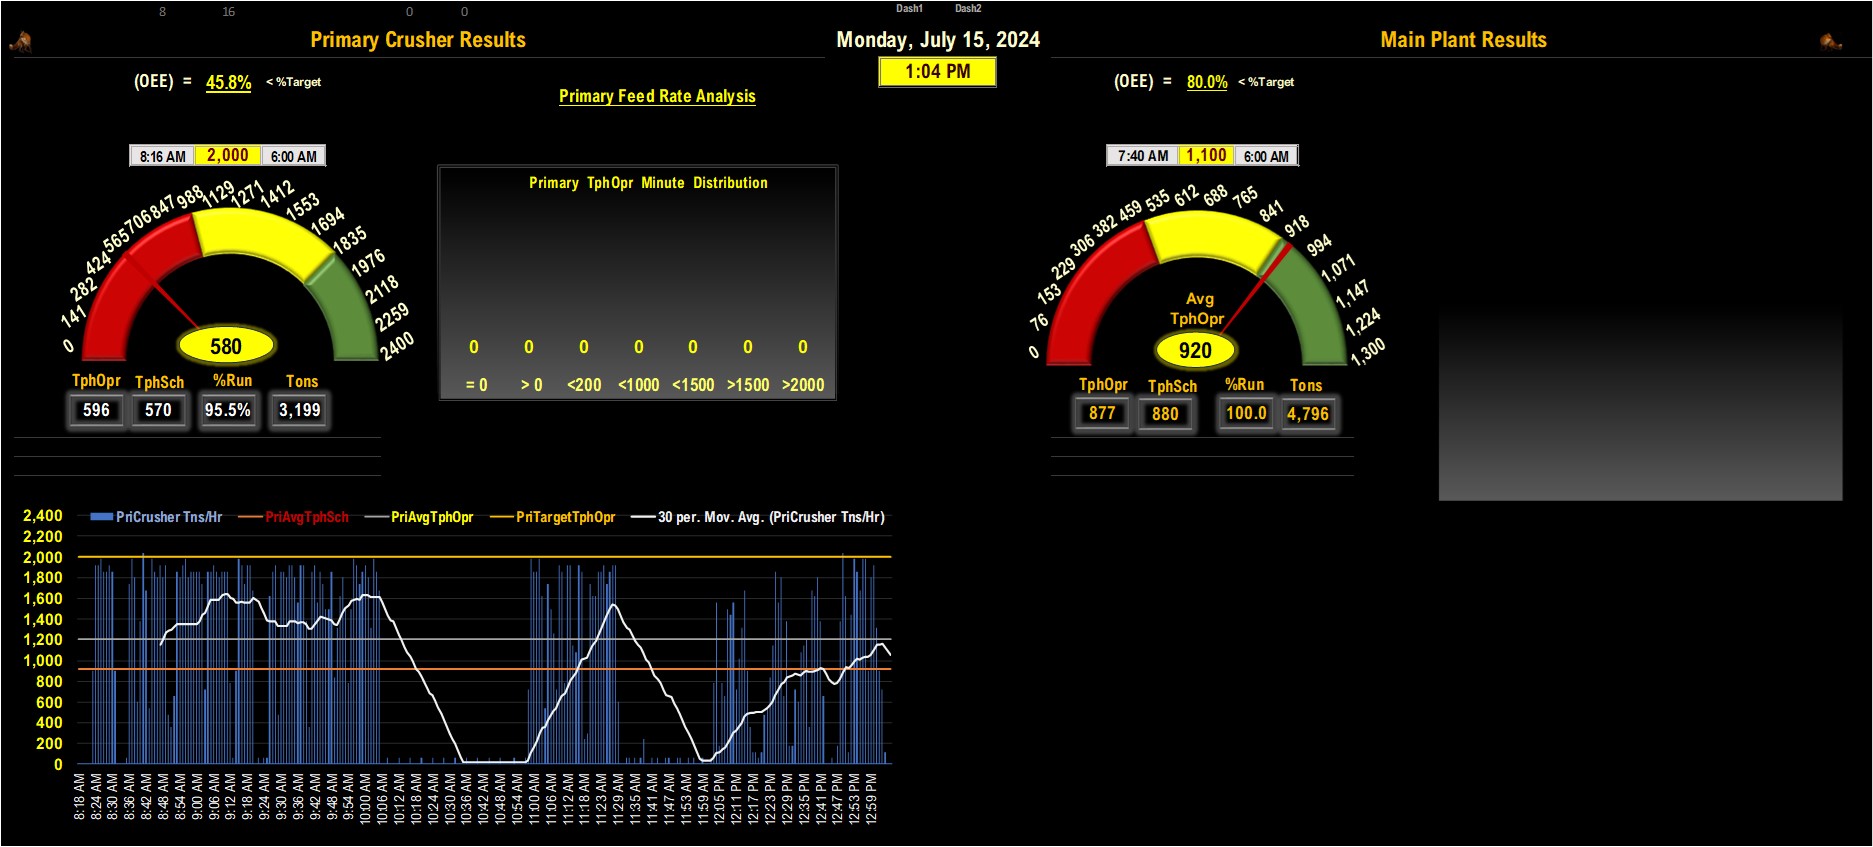 8 16 0 0 Dash1 Dash2
Primary Crusher Results
Monday, July 15, 2024
Main Plant Results
1:04 PM
(OEE) = 45.8% < %Target
Primary Feed Rate Analysis
(OEE) = 80.0% < %Target
8:16 AM 2,000 6:00 AM
0 141 282 424 565 706 847 988 1129 1271 1412 1553 1694 1835 1976 2118 2259 2400
580
TphOpr TphSch %Run Tons
596 570 95.5% 3,199
Primary TphOpr Minute Distribution
0 0 0 0 0 0 0
= 0 > 0 <200 <1000 <1500 >1500 >2000
7:40 AM 1,100 6:00 AM
0 76 153 229 306 382 459 535 612 688 765 841 918 994 1,071 1,147 1,224 1,300
Avg
TphOpr
920
TphOpr TphSch %Run Tons
877 880 100.0 4,796
PriCrusher Tns/Hr PriAvgTphSch PriAvgTphOpr PriTargetTphOpr 30 per. Mov. Avg. (PriCrusher Tns/Hr)
2,400
2,200
2,000
1,800
1,600
1,400
1,200
1,000
800
600
400
200
0
8:18 AM 8:24 AM 8:30 AM 8:36 AM 8:42 AM 8:48 AM 8:54 AM 9:00 AM 9:06 AM 9:12 AM 9:18 AM 9:24 AM 9:30 AM 9:36 AM 9:42 AM 9:48 AM 9:54 AM 10:00 AM 10:06 AM 10:12 AM 10:18 AM 10:24 AM 10:30 AM 10:36 AM 10:42 AM 10:48 AM 10:54 AM 11:00 AM 11:06 AM 11:12 AM 11:18 AM 11:23 AM 11:29 AM 11:35 AM 11:41 AM 11:47 AM 11:53 AM 11:59 AM 12:05 PM 12:11 PM 12:17 PM 12:23 PM 12:29 PM 12:35 PM 12:41 PM 12:47 PM 12:53 PM 12:59 PM